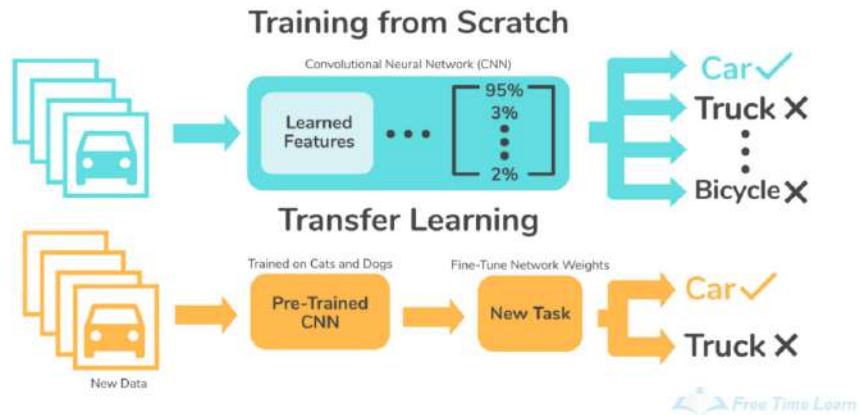 Training from Scratch
Convolutional Neural Network (CNN)
Learned
Features
95%
3%
2%
Car
Truck
Bicycle
Transfer Learning
Trained on Cats and Dogs
Pre-Trained
CNN
Fine-Tune Network Weights
New Task
Car
Truck
New Data
Free Time Learn